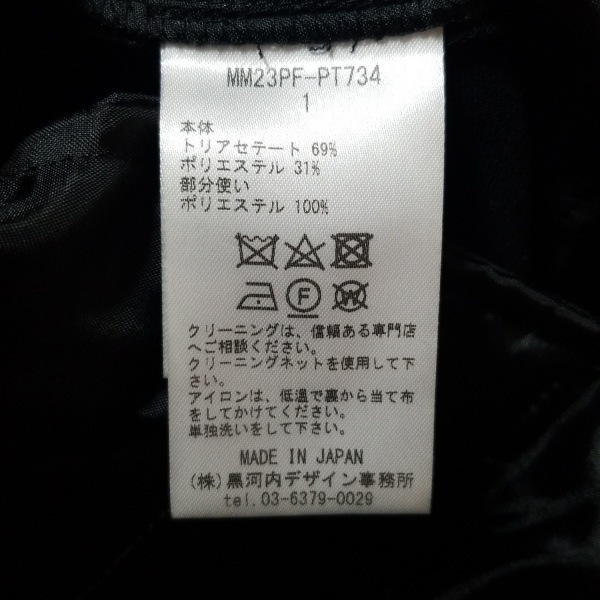 MM23PF-PT734
1
本体
トリアセテート 69%
ポリエステル 31%
部分使い
ポリエステル 100%
F
W
クリーニングは、信頼ある専門店
へご相談ください。
クリーニングネットを使用して下
さい。
アイロンは、低温で裏から当て布
をしてかけてください。
単独洗いをして下さい。
MADE IN JAPAN
(株)黒河内デザイン事務所
tel.03-6379-0029